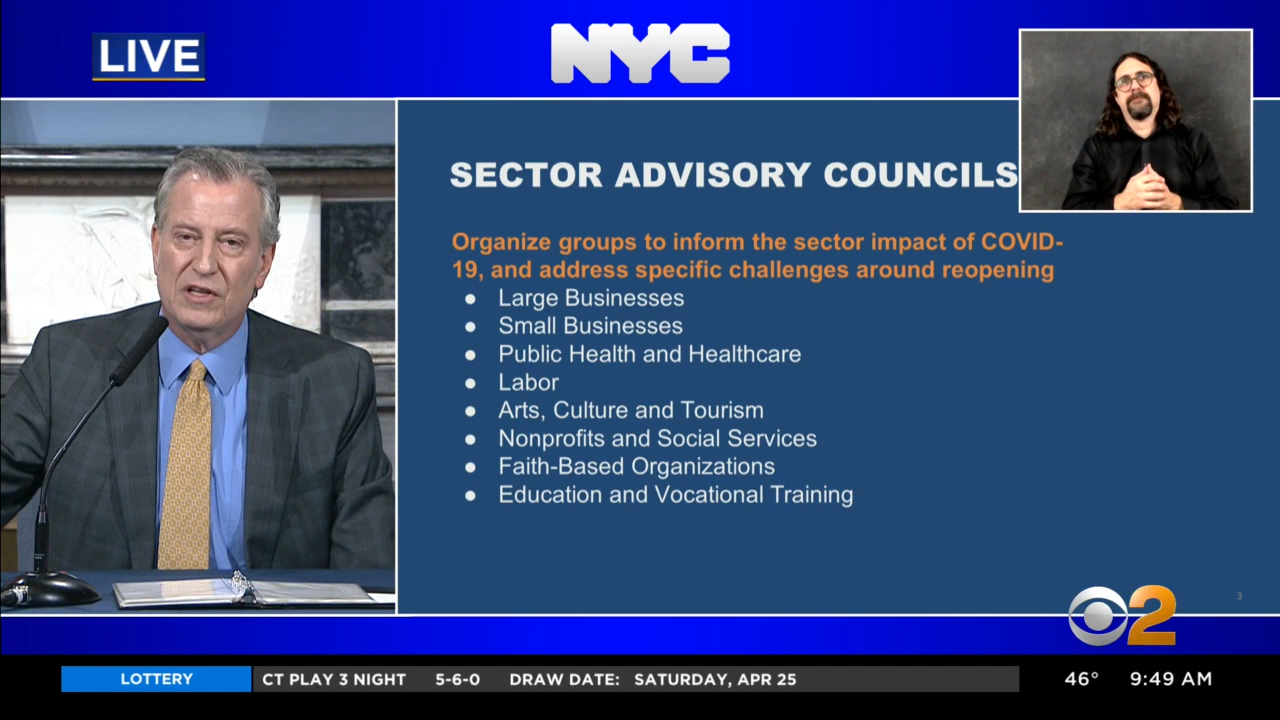 LIVE
NYC
SECTOR ADVISORY COUNCILS
Organize groups to inform the sector impact of COVID-
19, and address specific challenges around reopening
● Large Businesses
● Small Businesses
● Public Health and Healthcare
● Labor
● Arts, Culture and Tourism
● Nonprofits and Social Services
● Faith-Based Organizations
● Education and Vocational Training
3
2
LOTTERY CT PLAY 3 NIGHT 5-6-0 DRAW DATE: SATURDAY, APR 25 46° 9:49 AM